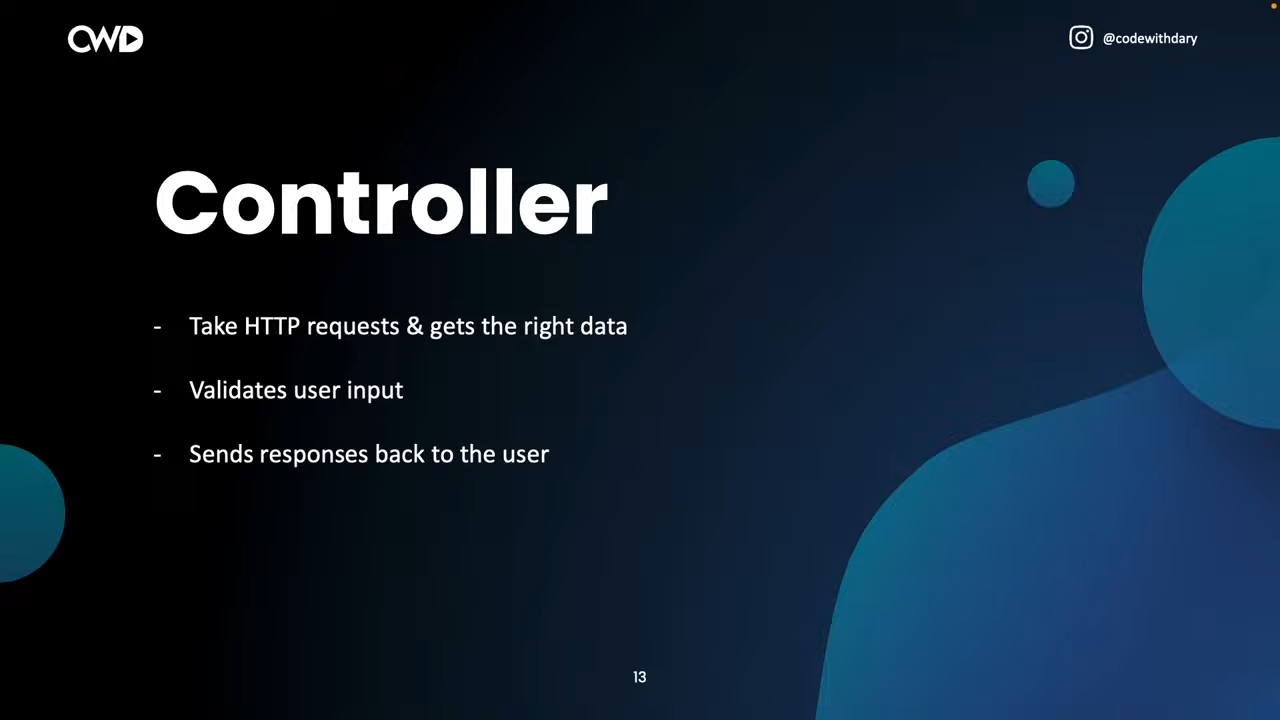 CWD
@codewithdary
Controller
- Take HTTP requests & gets the right data
- Validates user input
- Sends responses back to the user
13